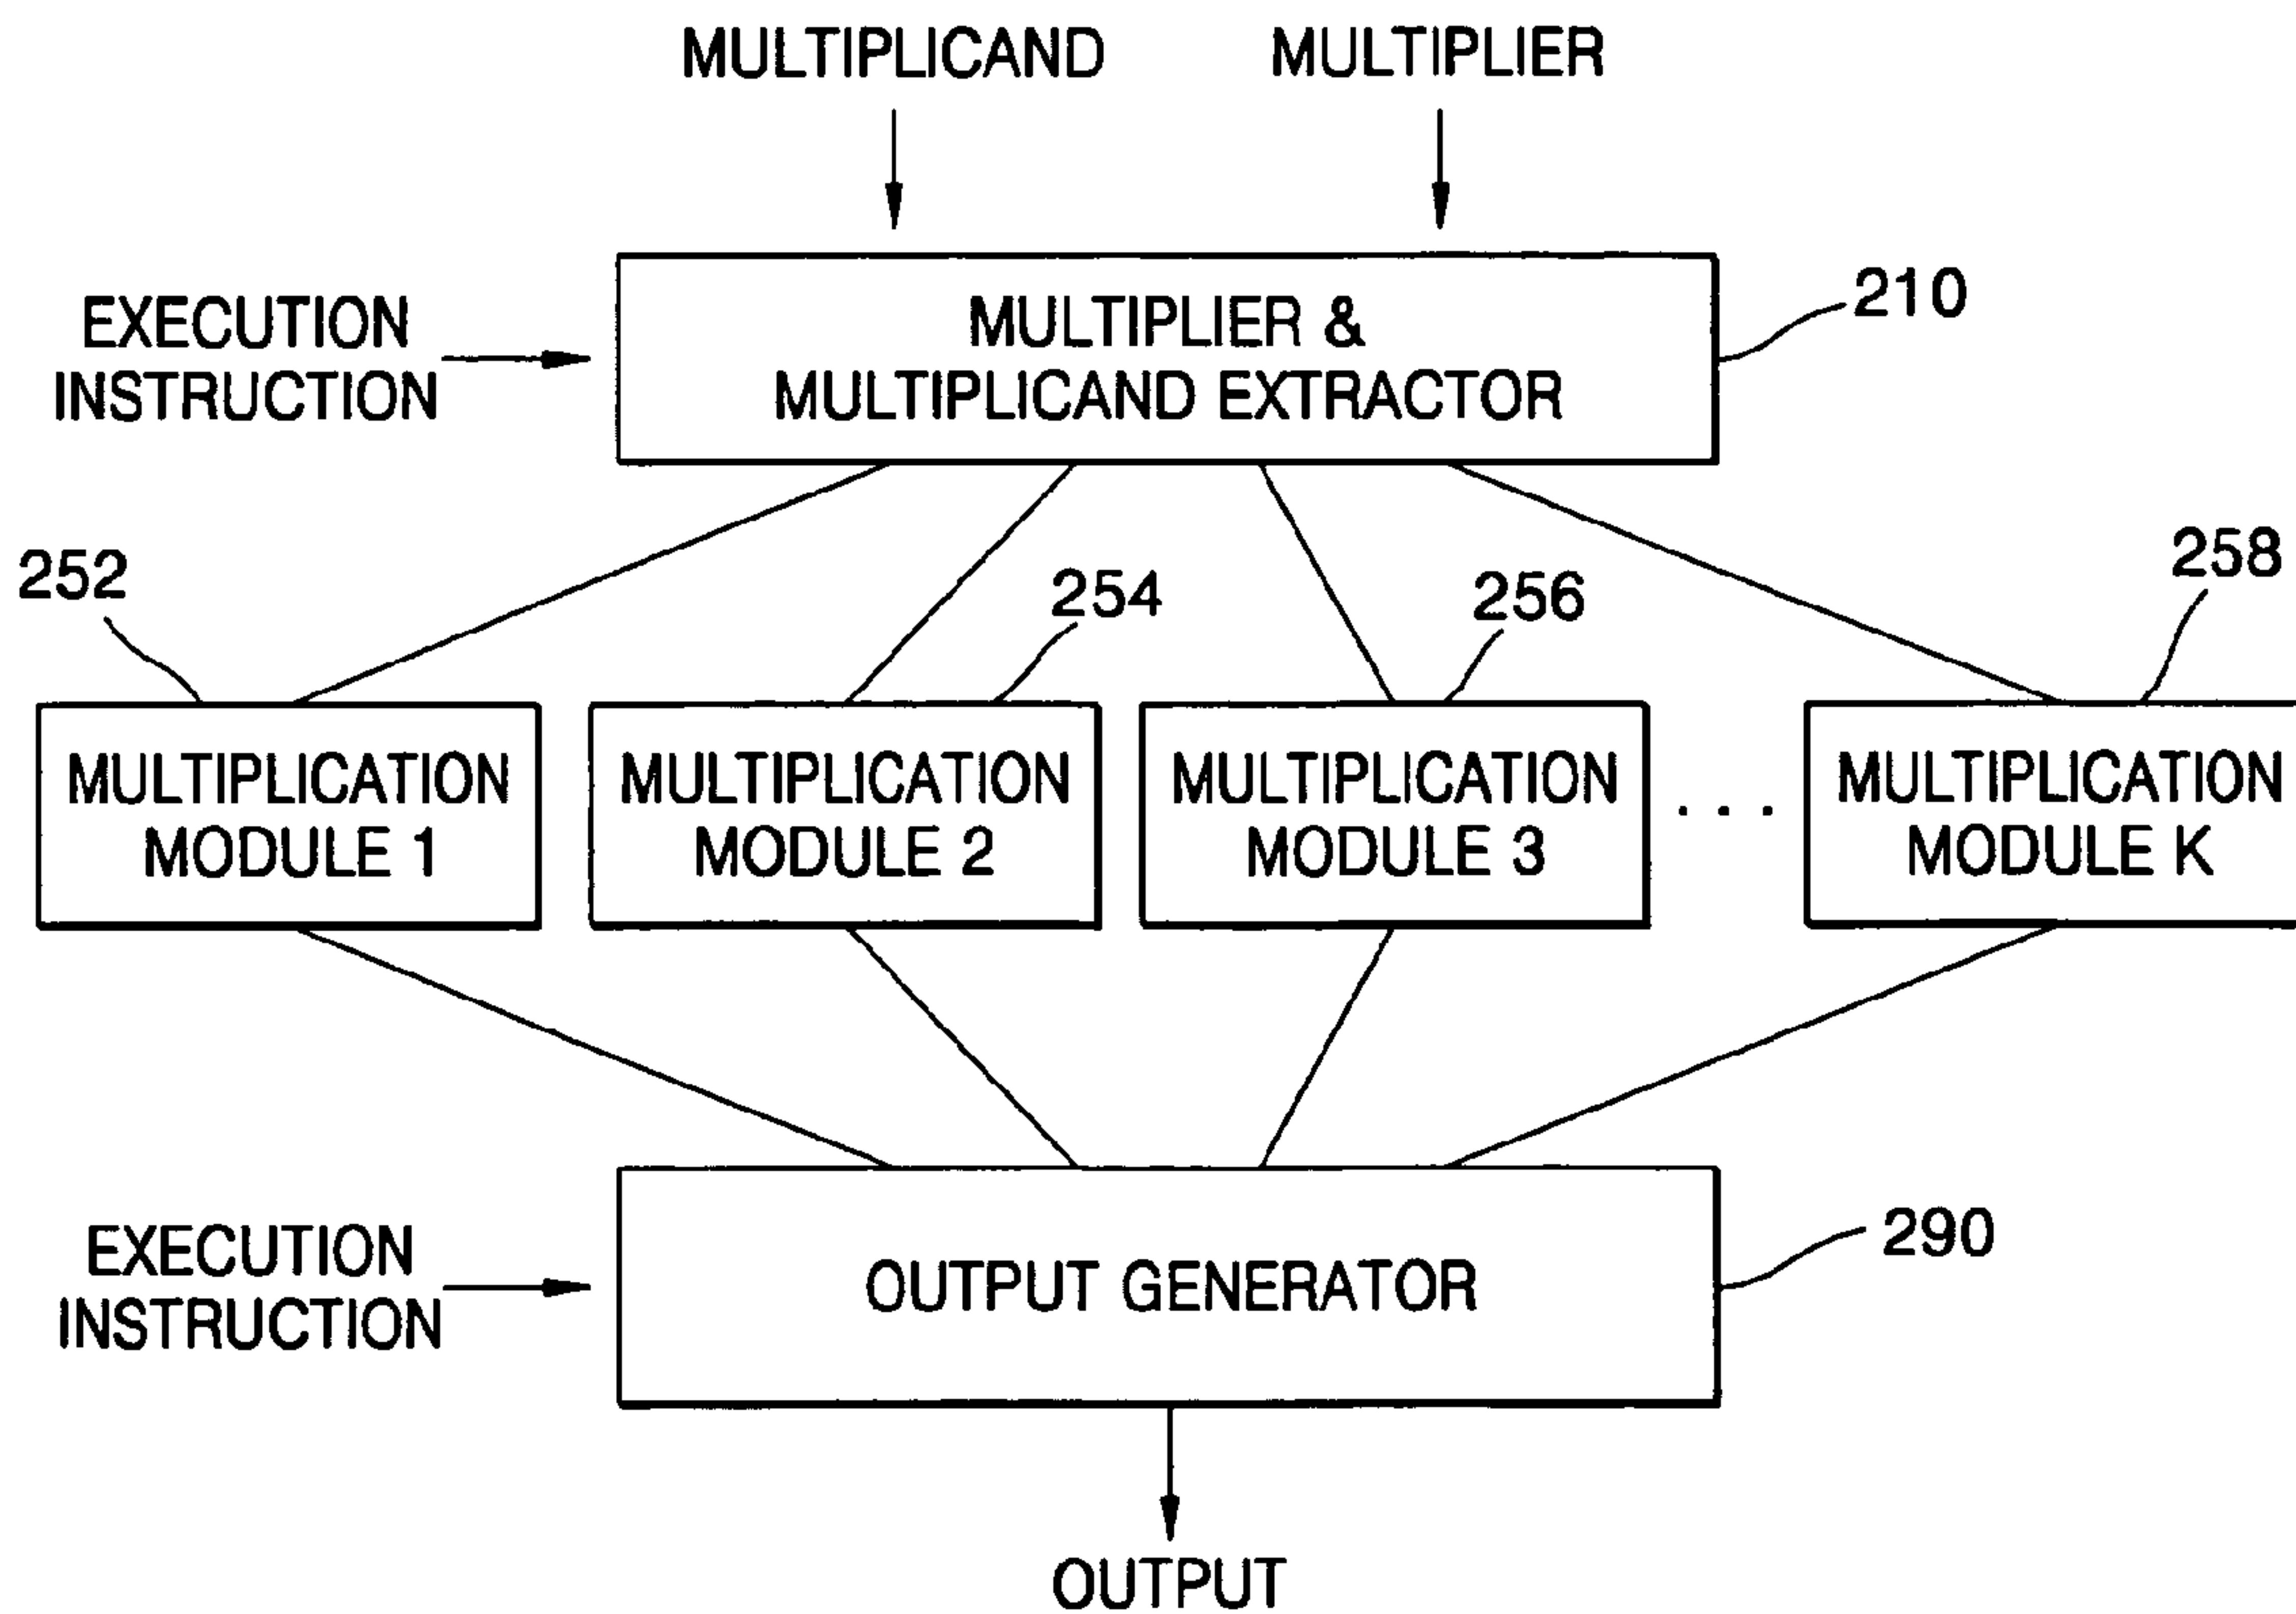 MULTIPLICAND
MULTIPLIER
EXECUTION
INSTRUCTION
MULTIPLIER &
MULTIPLICAND EXTRACTOR
210
252
254
256
258
MULTIPLICATION
MODULE 1
MULTIPLICATION
MODULE 2
MULTIPLICATION
MODULE 3
. . .
MULTIPLICATION
MODULE K
EXECUTION
INSTRUCTION
OUTPUT GENERATOR
290
OUTPUT